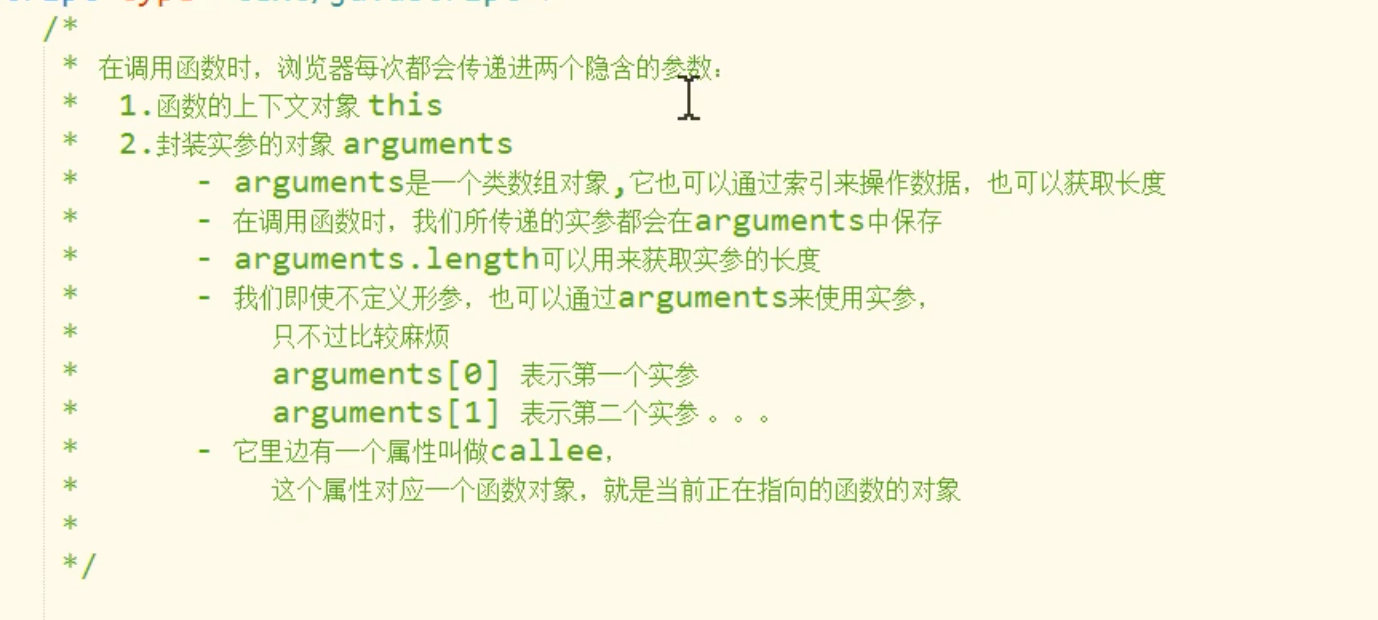 /*
* 在调用函数时，浏览器每次都会传递进两个隐含的参数：
* 1.函数的上下文对象 this
* 2.封装实参的对象 arguments
* - arguments是一个类数组对象,它也可以通过索引来操作数据，也可以获取长度
* - 在调用函数时，我们所传递的实参都会在arguments中保存
* - arguments.length可以用来获取实参的长度
* - 我们即使不定义形参，也可以通过arguments来使用实参，
* 只不过比较麻烦
* arguments[0] 表示第一个实参
* arguments[1] 表示第二个实参 。。。
* - 它里边有一个属性叫做callee，
* 这个属性对应一个函数对象，就是当前正在指向的函数的对象
*
*/